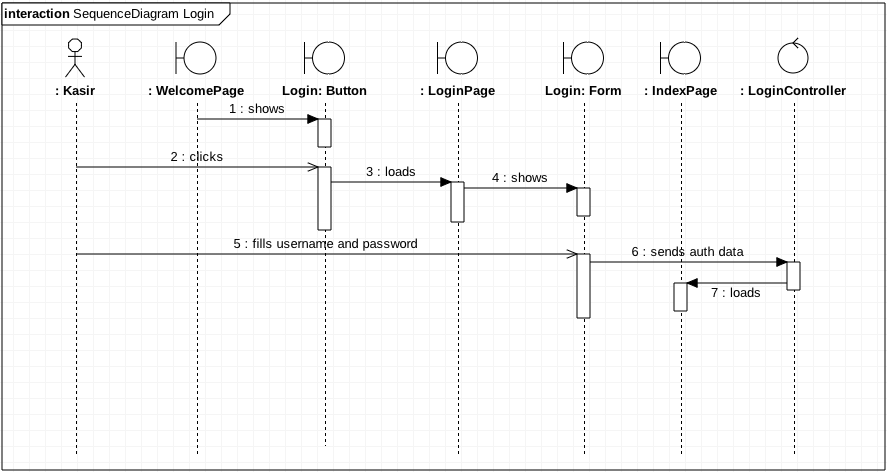 interaction SequenceDiagram Login
: Kasir
: WelcomePage
Login: Button
: LoginPage
Login: Form
: IndexPage
: LoginController
1 : shows
2 : clicks
3 : loads
4 : shows
5 : fills username and password
6 : sends auth data
7 : loads